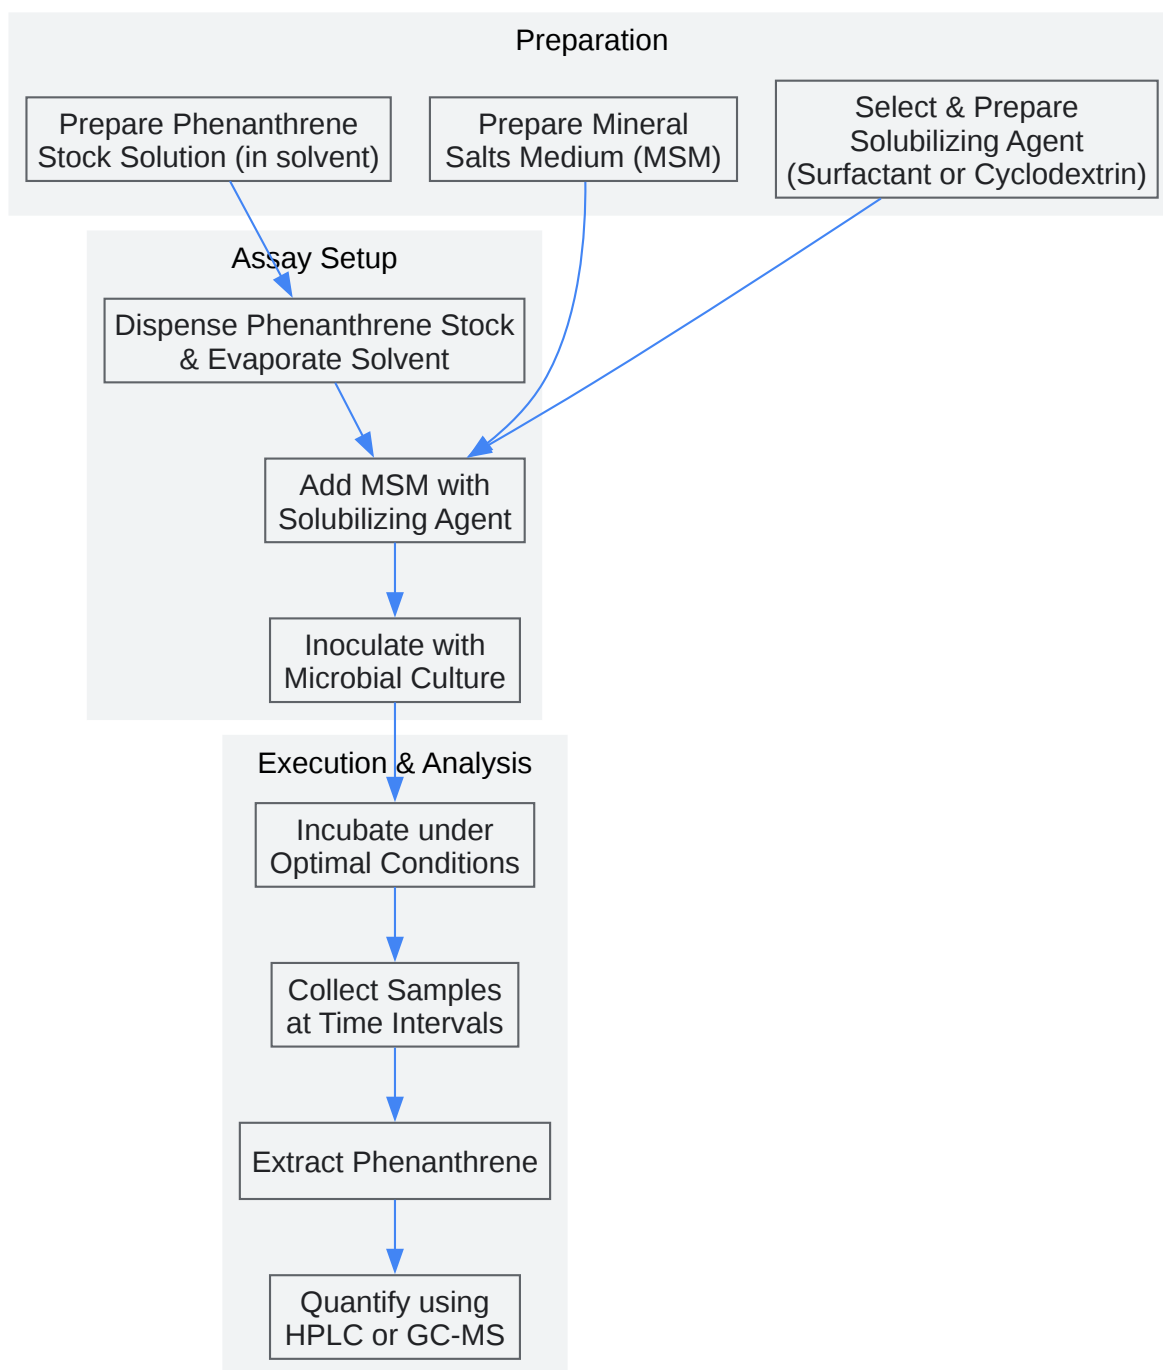 Preparation
Prepare Phenanthrene
Stock Solution (in solvent)
Prepare Mineral
Salts Medium (MSM)
Select & Prepare
Solubilizing Agent
(Surfactant or Cyclodextrin)
Assay Setup
Dispense Phenanthrene Stock
& Evaporate Solvent
Add MSM with
Solubilizing Agent
Inoculate with
Microbial Culture
Execution & Analysis
Incubate under
Optimal Conditions
Collect Samples
at Time Intervals
Extract Phenanthrene
Quantify using
HPLC or GC-MS